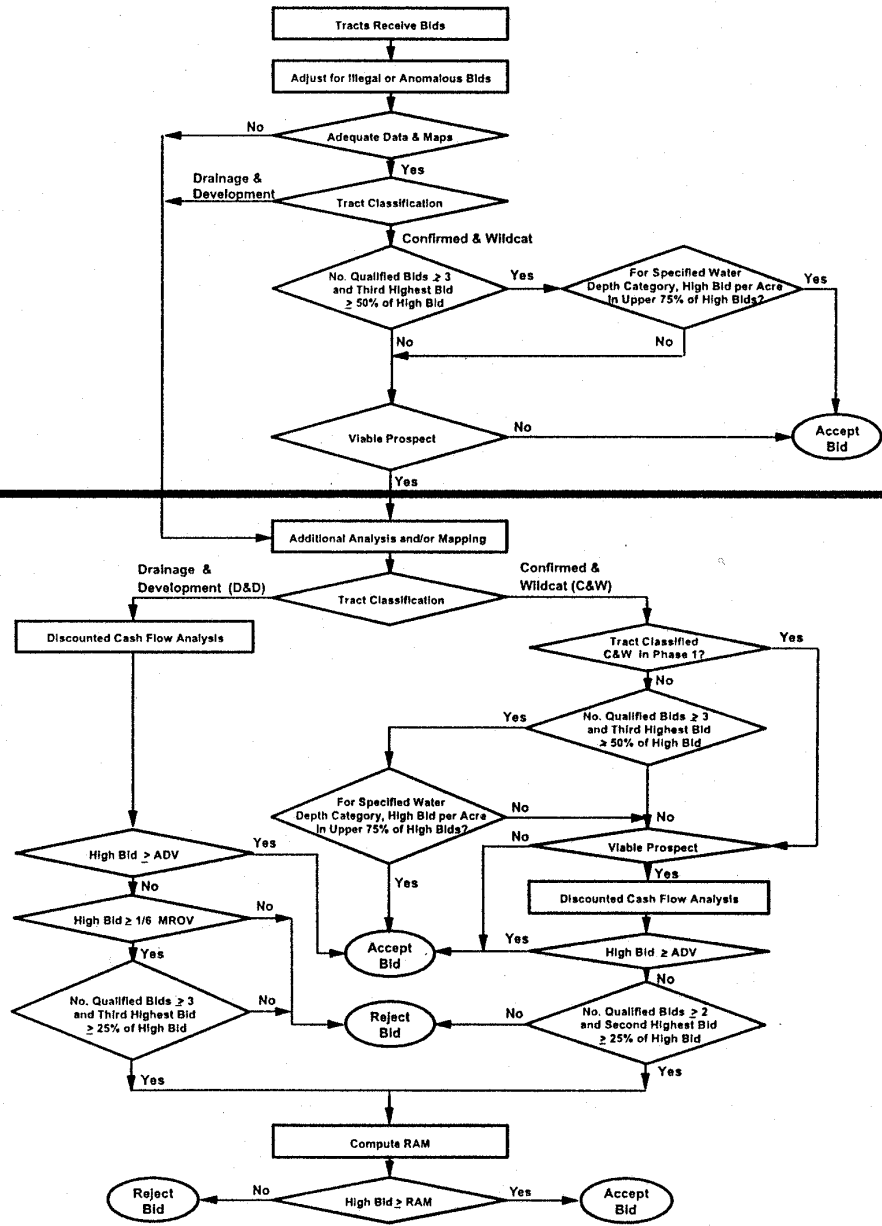 Tracts Receive Bids
Adjust for Illegal or Anomalous Bids
No
Adequate Data & Maps
Yes
Drainage &
Development
Tract Classification
Confirmed & Wildcat
No. Qualified Bids ≥ 3
and Third Highest Bid
≥ 50% of High Bid
Yes
For Specified Water
Depth Category, High Bid per Acre
In Upper 75% of High Bids?
Yes
No
No
Viable Prospect
No
Accept
Bid
Yes
Additional Analysis and/or Mapping
Drainage &
Development (D&D)
Tract Classification
Confirmed &
Wildcat (C&W)
Discounted Cash Flow Analysis
Tract Classified
C&W in Phase 1?
Yes
No
Yes
No. Qualified Bids ≥ 3
and Third Highest Bid
≥ 50% of High Bid
For Specified Water
Depth Category, High Bid per Acre
In Upper 75% of High Bids?
No
No
High Bid ≥ ADV
Yes
No
Viable Prospect
No
Yes
Yes
Discounted Cash Flow Analysis
High Bid ≥ 1/6 MROV
No
Accept
Bid
Yes
High Bid ≥ ADV
Yes
No
No. Qualified Bids ≥ 3
and Third Highest Bid
≥ 25% of High Bid
No
Reject
Bid
No
No. Qualified Bids ≥ 2
and Second Highest Bid
≥ 25% of High Bid
Yes
Yes
Compute RAM
Reject
Bid
No
High Bid ≥ RAM
Yes
Accept
Bid